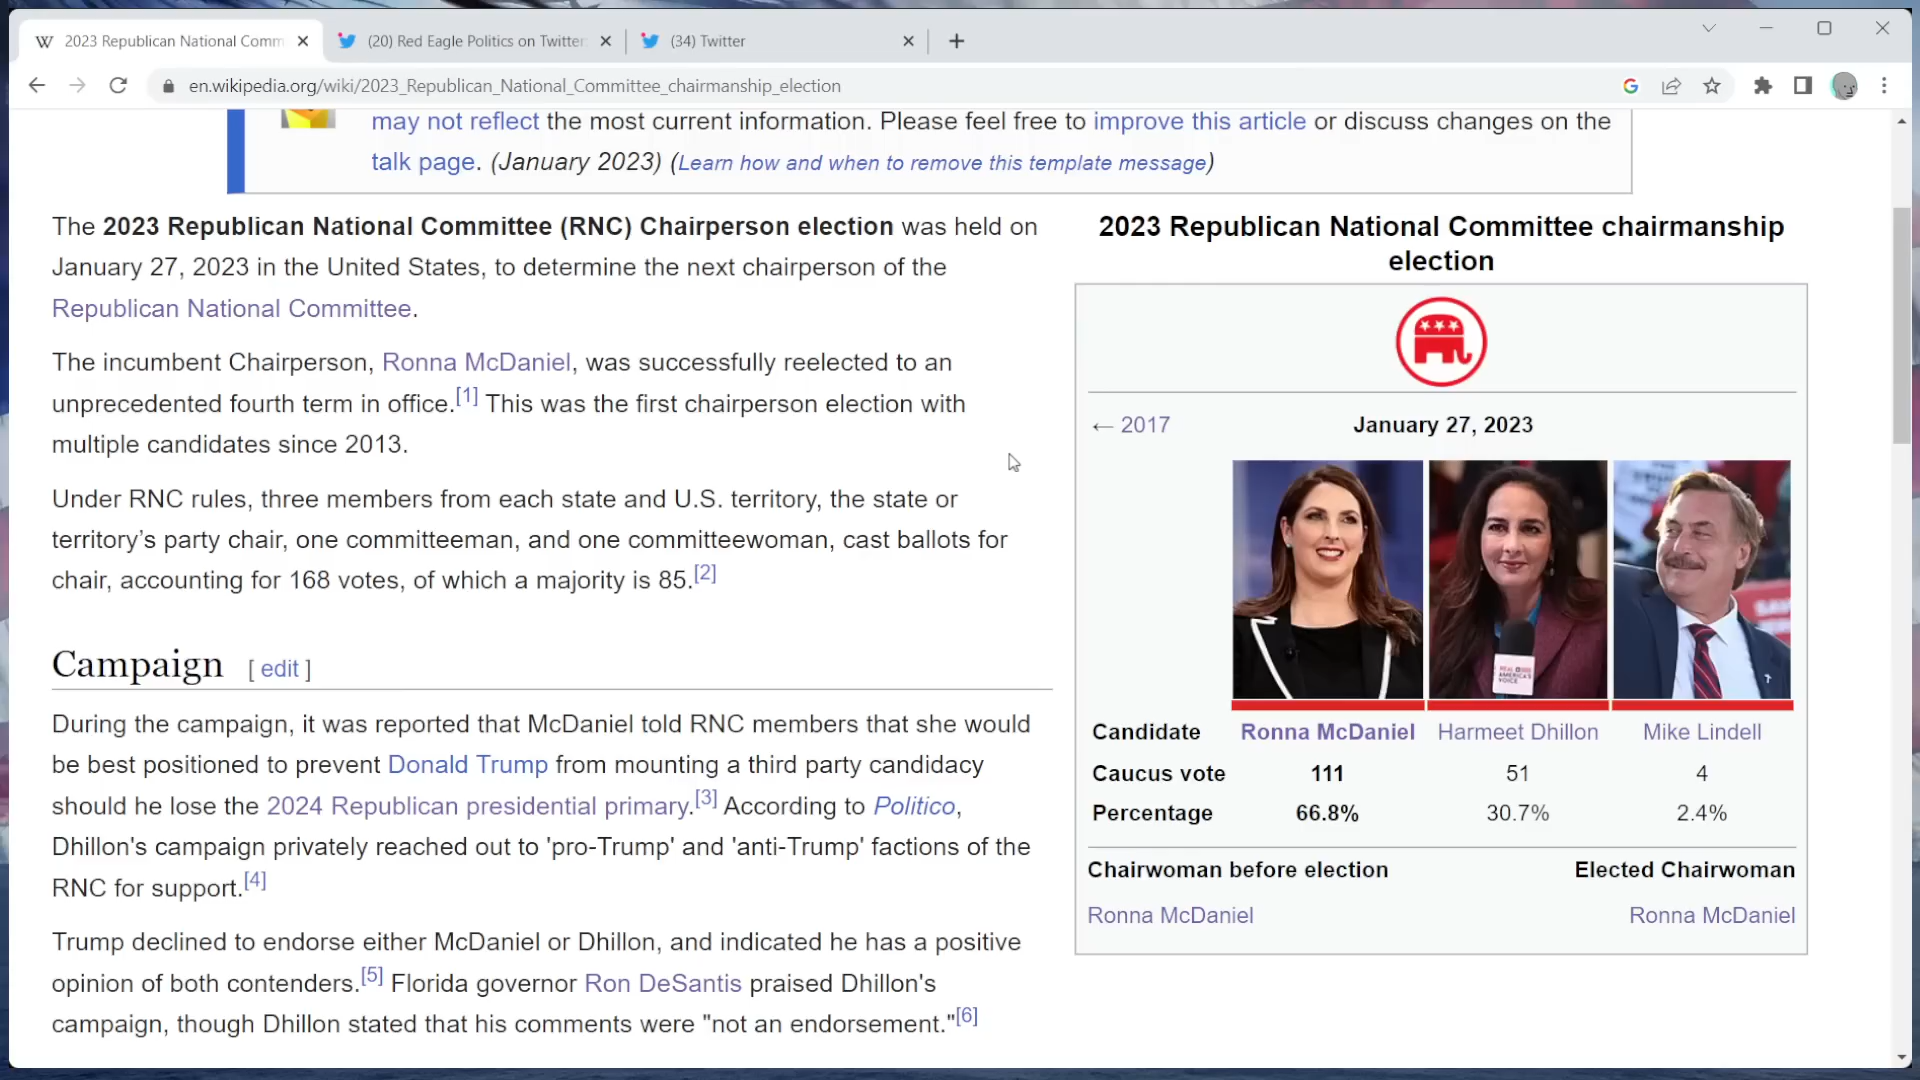 2023 Republican National Comm
(20) Red Eagle Politics on Twitter
(34) Twitter
en.wikipedia.org/wiki/2023_Republican_National_Committee_chairmanship_election
may not reflect the most current information. Please feel free to improve this article or discuss changes on the
talk page. (January 2023) (Learn how and when to remove this template message)
The 2023 Republican National Committee (RNC) Chairperson election was held on
January 27, 2023 in the United States, to determine the next chairperson of the
Republican National Committee.
The incumbent Chairperson, Ronna McDaniel, was successfully reelected to an
unprecedented fourth term in office.[1] This was the first chairperson election with
multiple candidates since 2013.
Under RNC rules, three members from each state and U.S. territory, the state or
territory’s party chair, one committeeman, and one committeewoman, cast ballots for
chair, accounting for 168 votes, of which a majority is 85.[2]
Campaign [ edit ]
During the campaign, it was reported that McDaniel told RNC members that she would
be best positioned to prevent Donald Trump from mounting a third party candidacy
should he lose the 2024 Republican presidential primary.[3] According to Politico,
Dhillon's campaign privately reached out to 'pro-Trump' and 'anti-Trump' factions of the
RNC for support.[4]
Trump declined to endorse either McDaniel or Dhillon, and indicated he has a positive
opinion of both contenders.[5] Florida governor Ron DeSantis praised Dhillon's
campaign, though Dhillon stated that his comments were "not an endorsement."[6]
2023 Republican National Committee chairmanship
election
← 2017 January 27, 2023
REAL AMERICA'S VOICE
Candidate Ronna McDaniel Harmeet Dhillon Mike Lindell
Caucus vote 111 51 4
Percentage 66.8% 30.7% 2.4%
Chairwoman before election Elected Chairwoman
Ronna McDaniel Ronna McDaniel